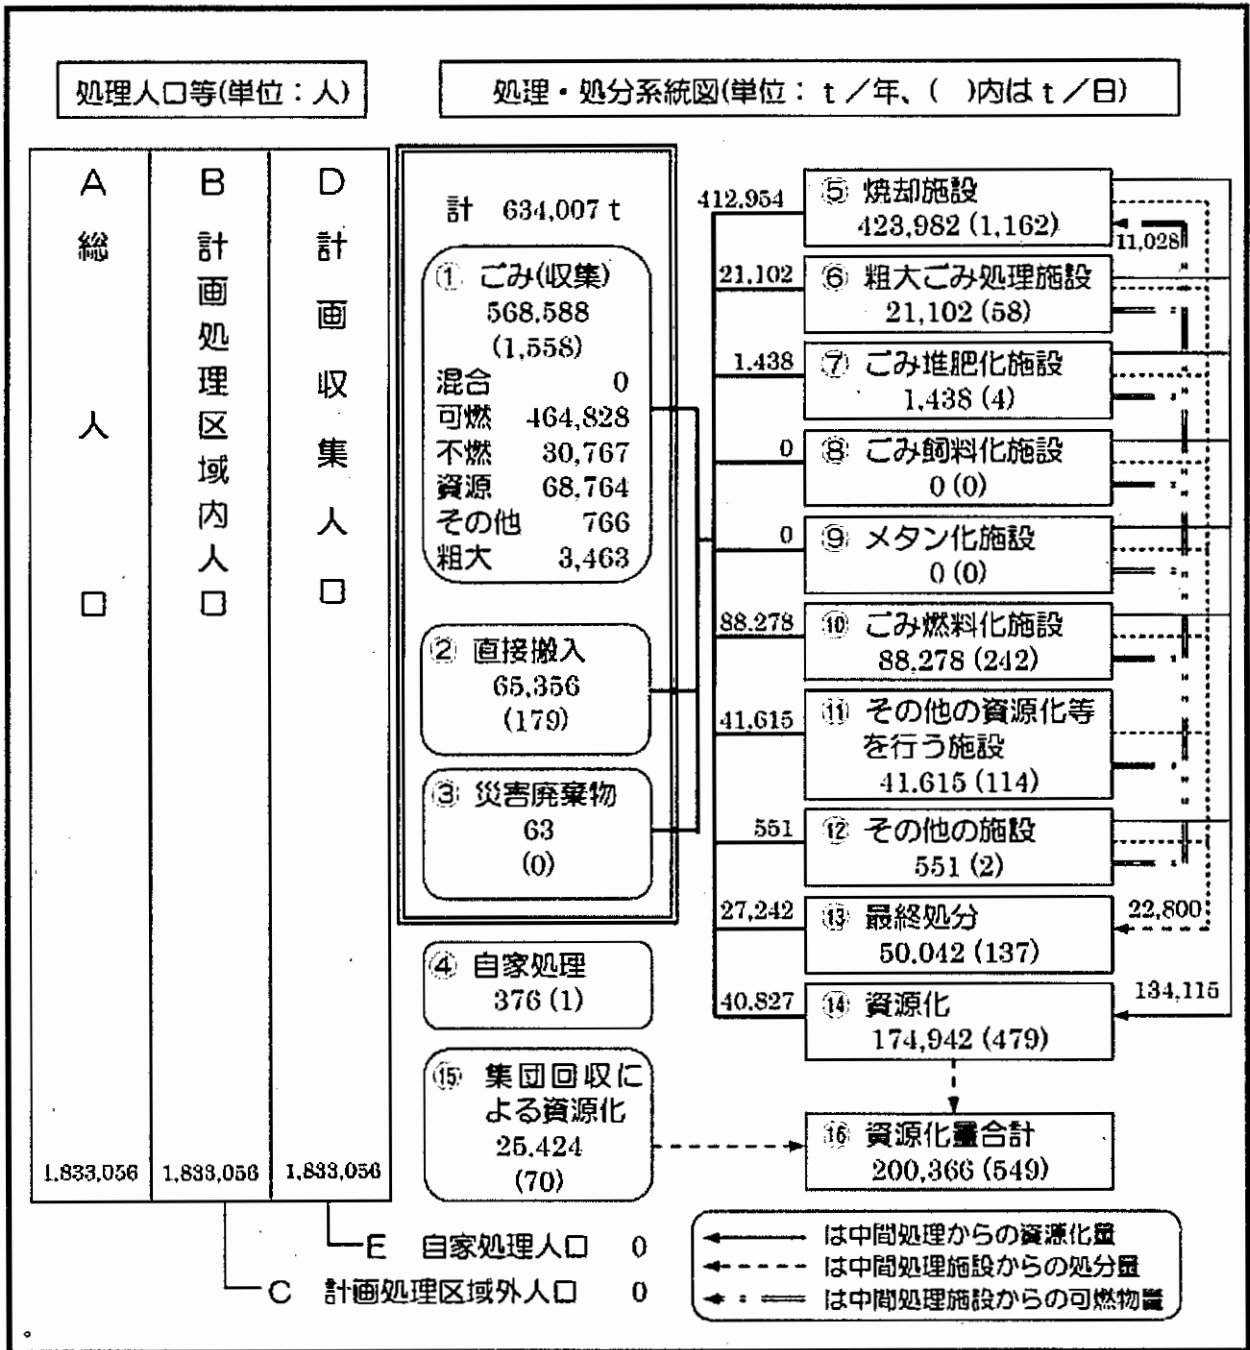 処理人口等(単位：人)
処理・処分系統図(単位：ｔ／年、(　)内はｔ／日)
A 総人口
1,833,056
B 計画処理区域内人口
1,833,056
D 計画収集人口
1,833,056
E 自家処理人口 0
C 計画処理区域外人口 0
計 634,007 t
① ごみ(収集)
568,588
(1,558)
混合 0
可燃 464,828
不燃 30,767
資源 68,764
その他 766
粗大 3,463
② 直接搬入
65,356
(179)
③ 災害廃棄物
63
(0)
④ 自家処理
376 (1)
⑮ 集団回収に
よる資源化
25,424
(70)
412,954
⑤ 焼却施設
423,982 (1,162)
11,028
21,102
⑥ 粗大ごみ処理施設
21,102 (58)
1,438
⑦ ごみ堆肥化施設
1,438 (4)
0
⑧ ごみ飼料化施設
0 (0)
0
⑨ メタン化施設
0 (0)
88,278
⑩ ごみ燃料化施設
88,278 (242)
41,615
⑪ その他の資源化等
を行う施設
41,615 (114)
551
⑫ その他の施設
551 (2)
27,242
⑬ 最終処分
50,042 (137)
22,800
40,827
⑭ 資源化
174,942 (479)
134,115
⑯ 資源化量合計
200,366 (549)
は中間処理からの資源化量
は中間処理施設からの処分量
は中間処理施設からの可燃物量
。